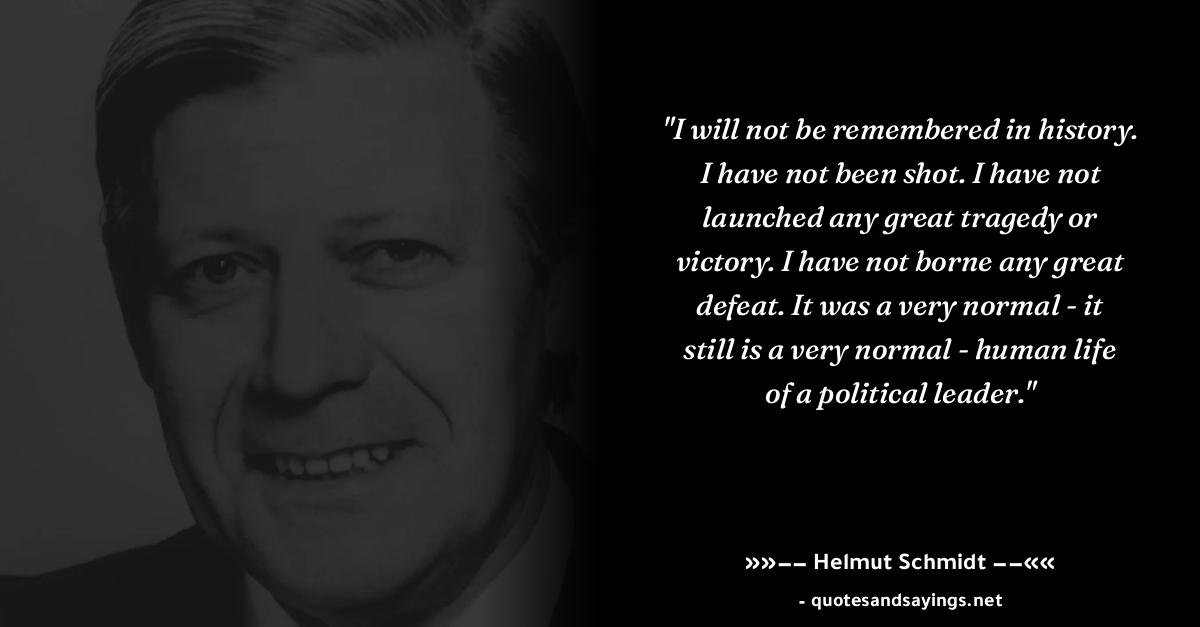 "I will not be remembered in history.
I have not been shot. I have not
launched any great tragedy or
victory. I have not borne any great
defeat. It was a very normal - it
still is a very normal - human life
of a political leader."
»»−− Helmut Schmidt −−««
- quotesandsayings.net